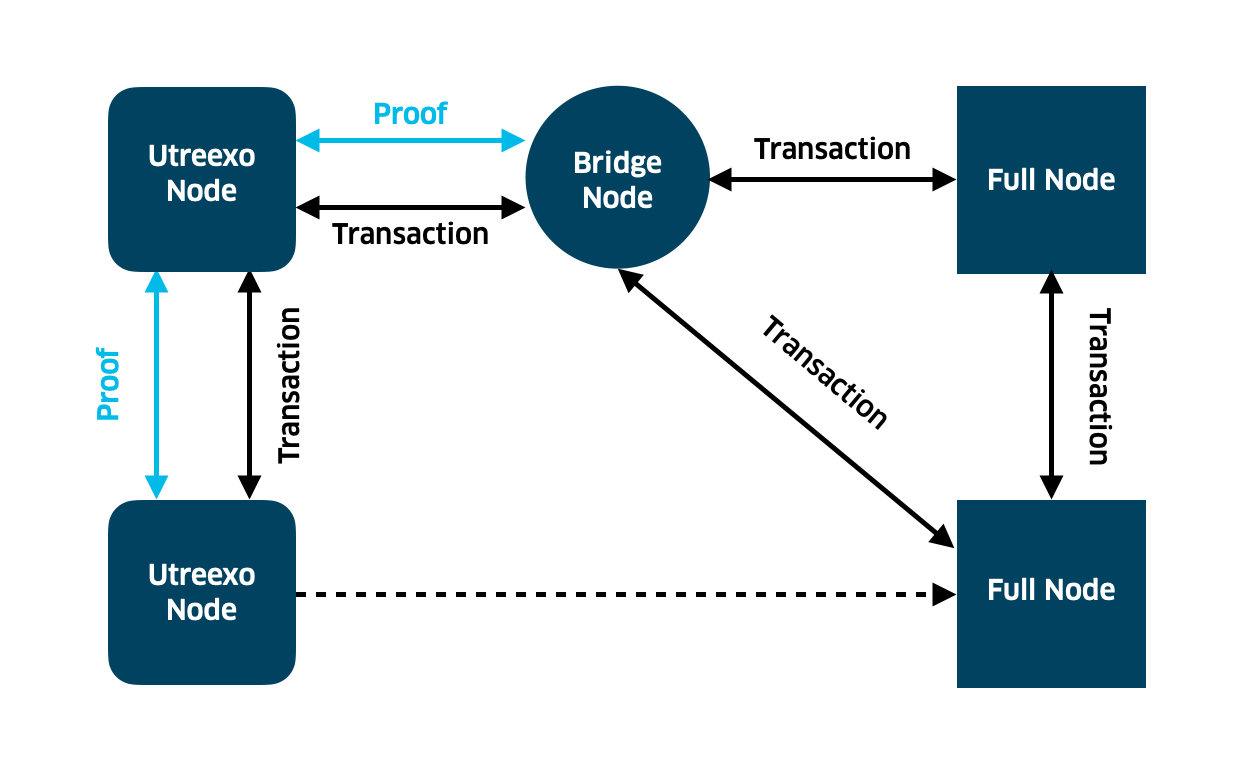 Proof
Utreexo
Node
Bridge
Node
Transaction
Full Node
Transaction
Proof
Transaction
Transaction
Transaction
Utreexo
Node
Full Node